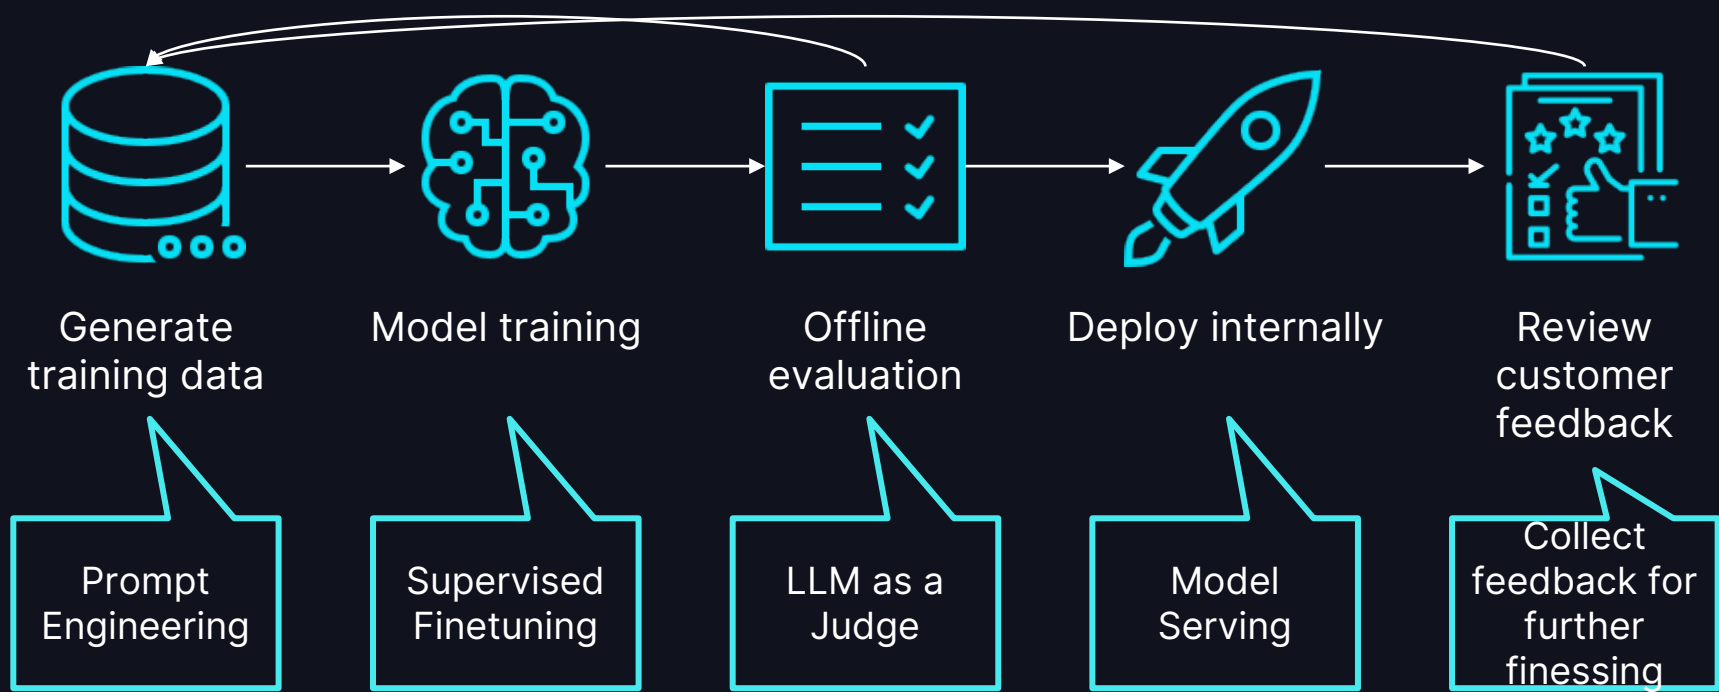 Generate
training data
Model training
Offline
evaluation
Deploy internally
Review
customer
feedback
Prompt
Engineering
Supervised
Finetuning
LLM as a
Judge
Model
Serving
Collect
feedback for
further
finessing